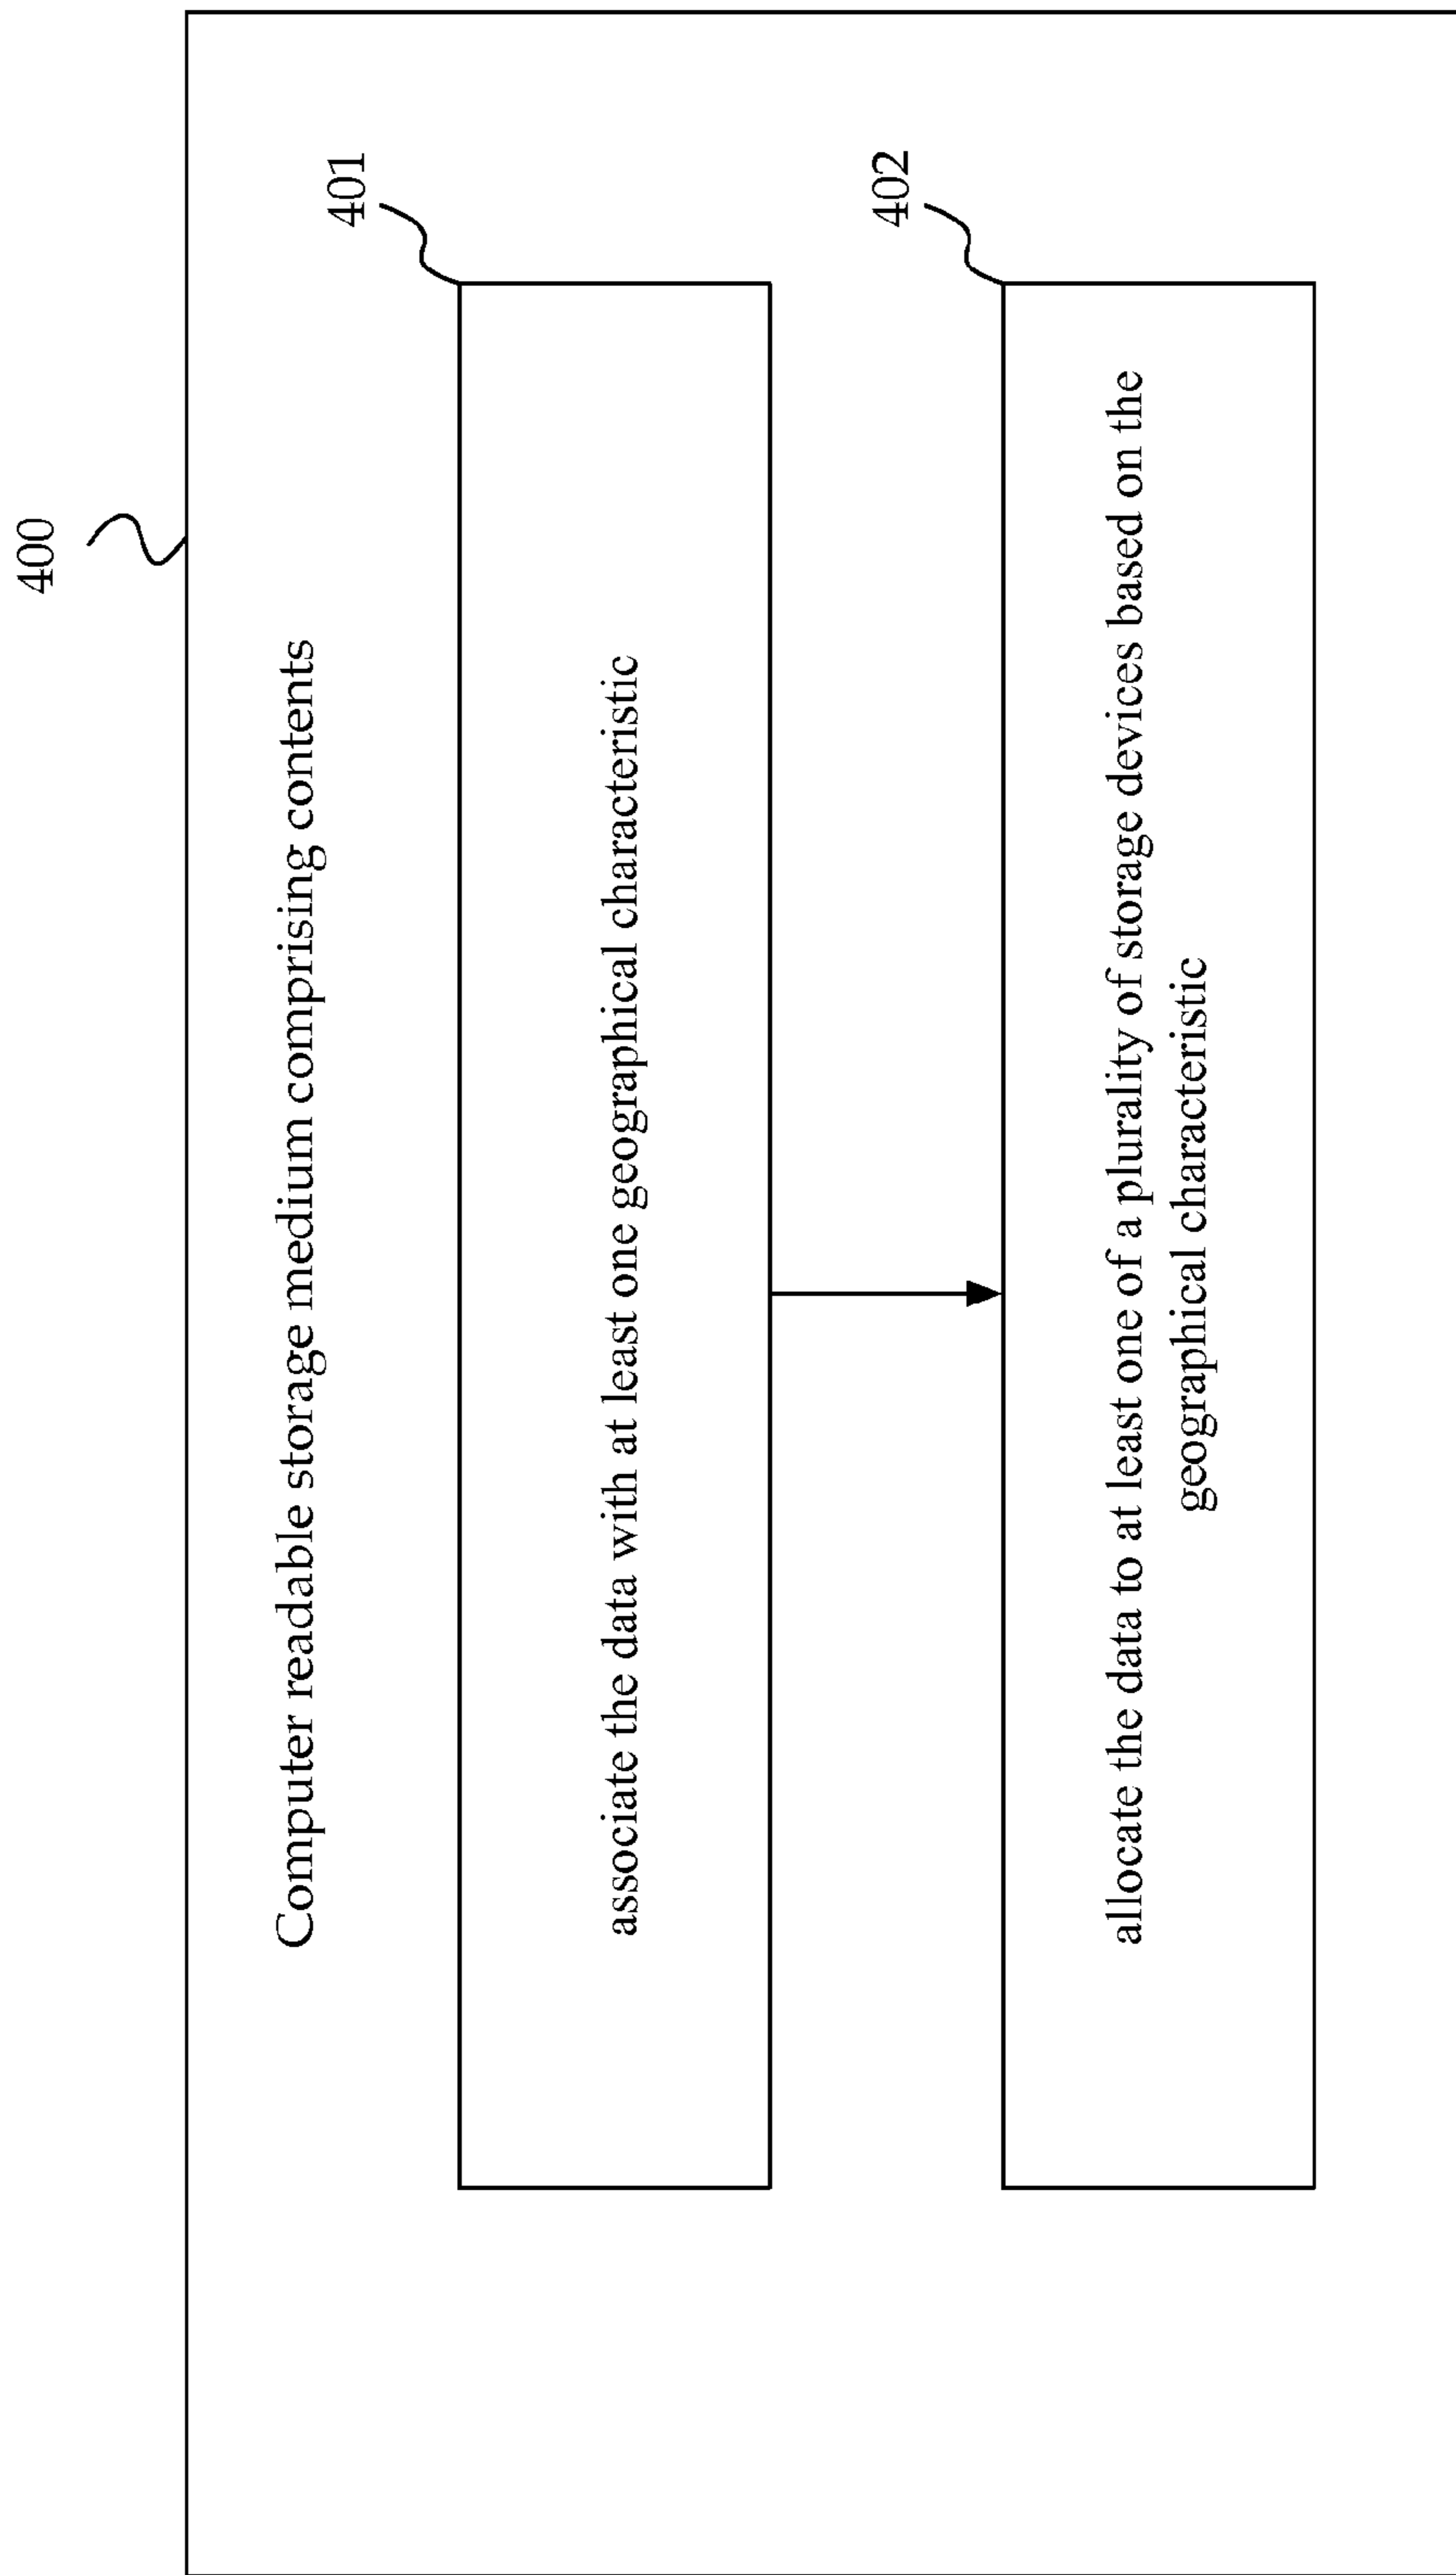 400
Computer readable storage medium comprising contents
401
associate the data with at least one geographical characteristic
402
allocate the data to at least one of a plurality of storage devices based on the
geographical characteristic